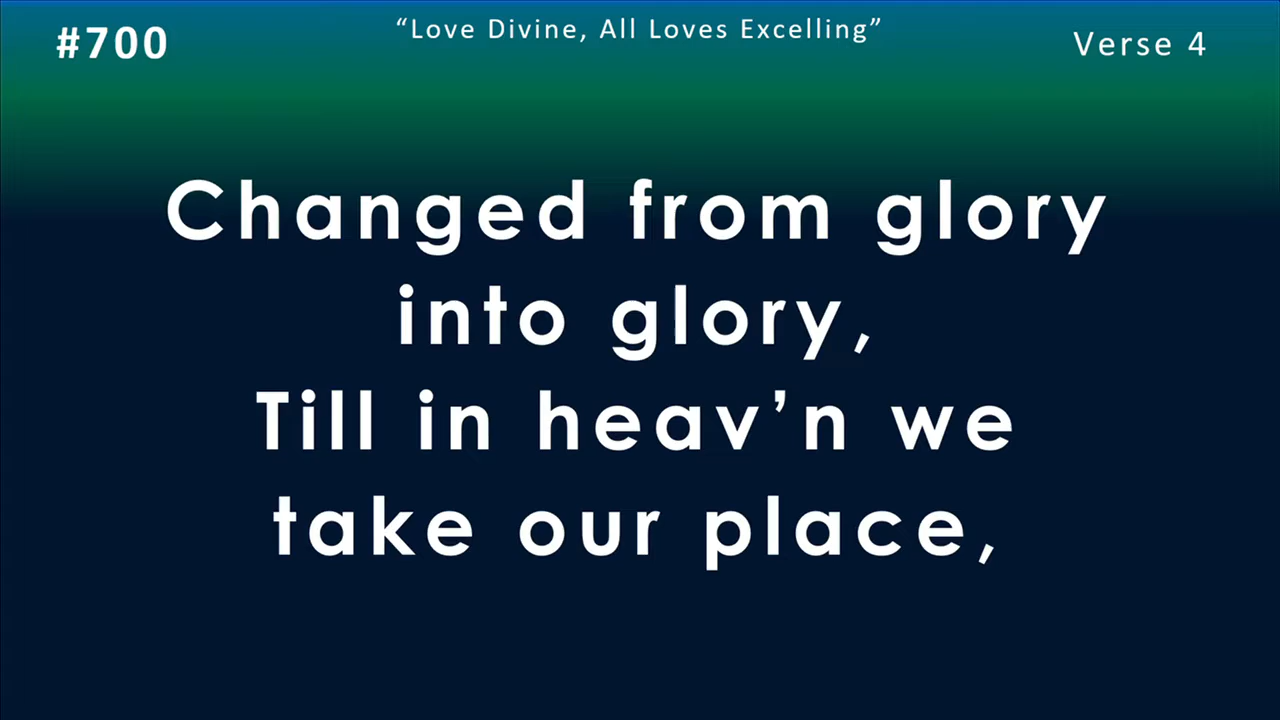 #700
“Love Divine, All Loves Excelling”
Verse 4
Changed from glory
into glory,
Till in heav’n we
take our place,